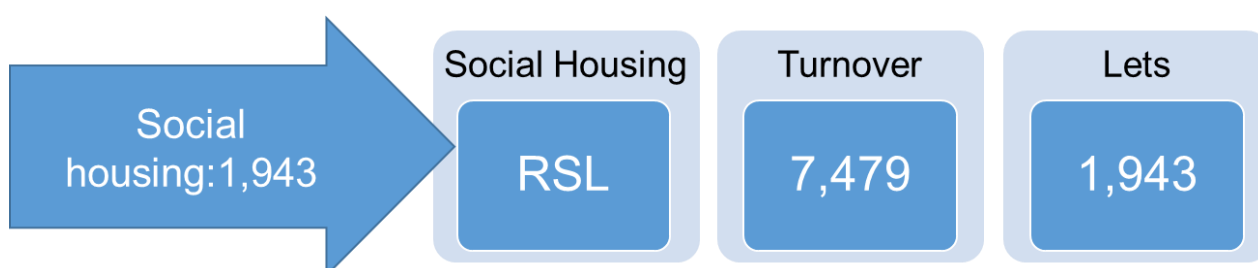 Social
housing:1,943
Social Housing
RSL
Turnover
7,479
Lets
1,943